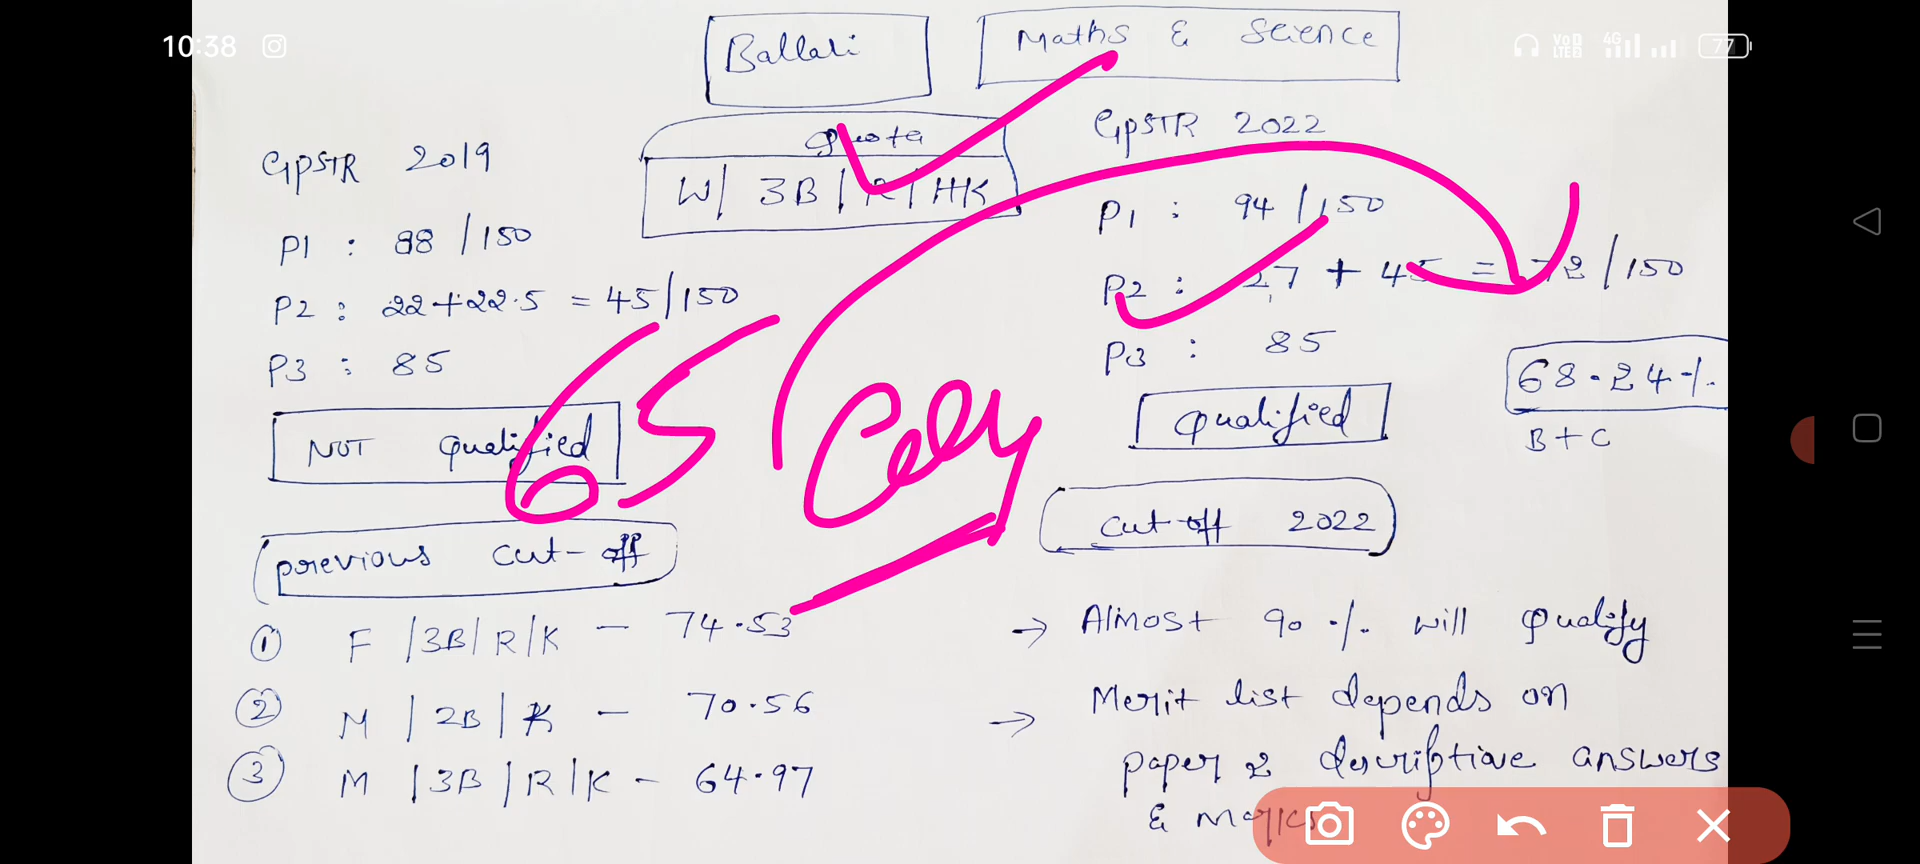 10:38
77
Ballari
Maths & Science
quota
W/ 3B / R / HK
GPSTR 2019
P1 : 88 / 150
P2 : 22+22.5 = 45/150
P3 : 85
NOT qualified
GPSTR 2022
P1 : 94 / 150
P2 : 27 + 45 = 72 / 150
P3 : 85
68.24 %
B + C
qualified
65
previous cut-off
① F / 3B / R / K - 74.53
② M / 2B / K - 70.56
③ M / 3B / R / K - 64.97
cut-off 2022
→ Almost 90 % will qualify
→ Merit list depends on
paper 2 descriptive answers
& marks